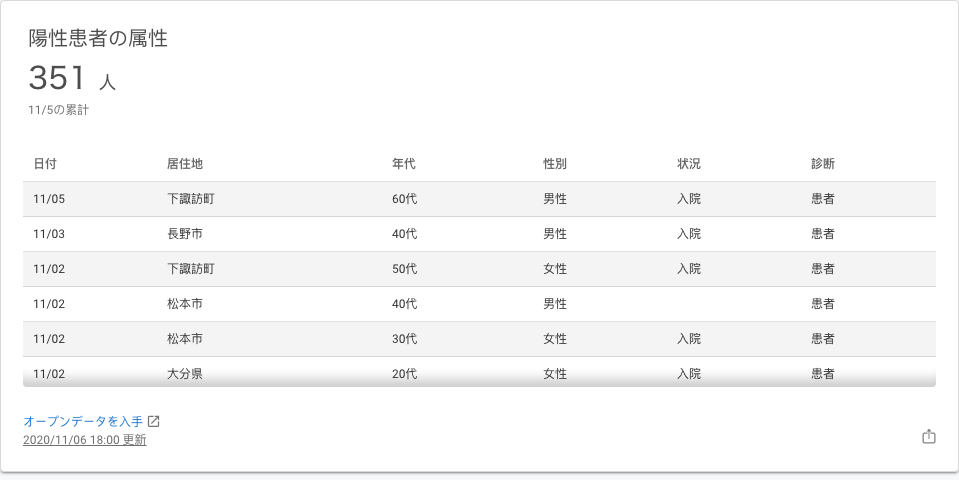 陽性患者の属性
351 人
11/5の累計
日付 居住地 年代 性別 状況 診断
11/05 下諏訪町 60代 男性 入院 患者
11/03 長野市 40代 男性 入院 患者
11/02 下諏訪町 50代 女性 入院 患者
11/02 松本市 40代 男性 患者
11/02 松本市 30代 女性 入院 患者
11/02 大分県 20代 女性 入院 患者
オープンデータを入手
2020/11/06 18:00 更新